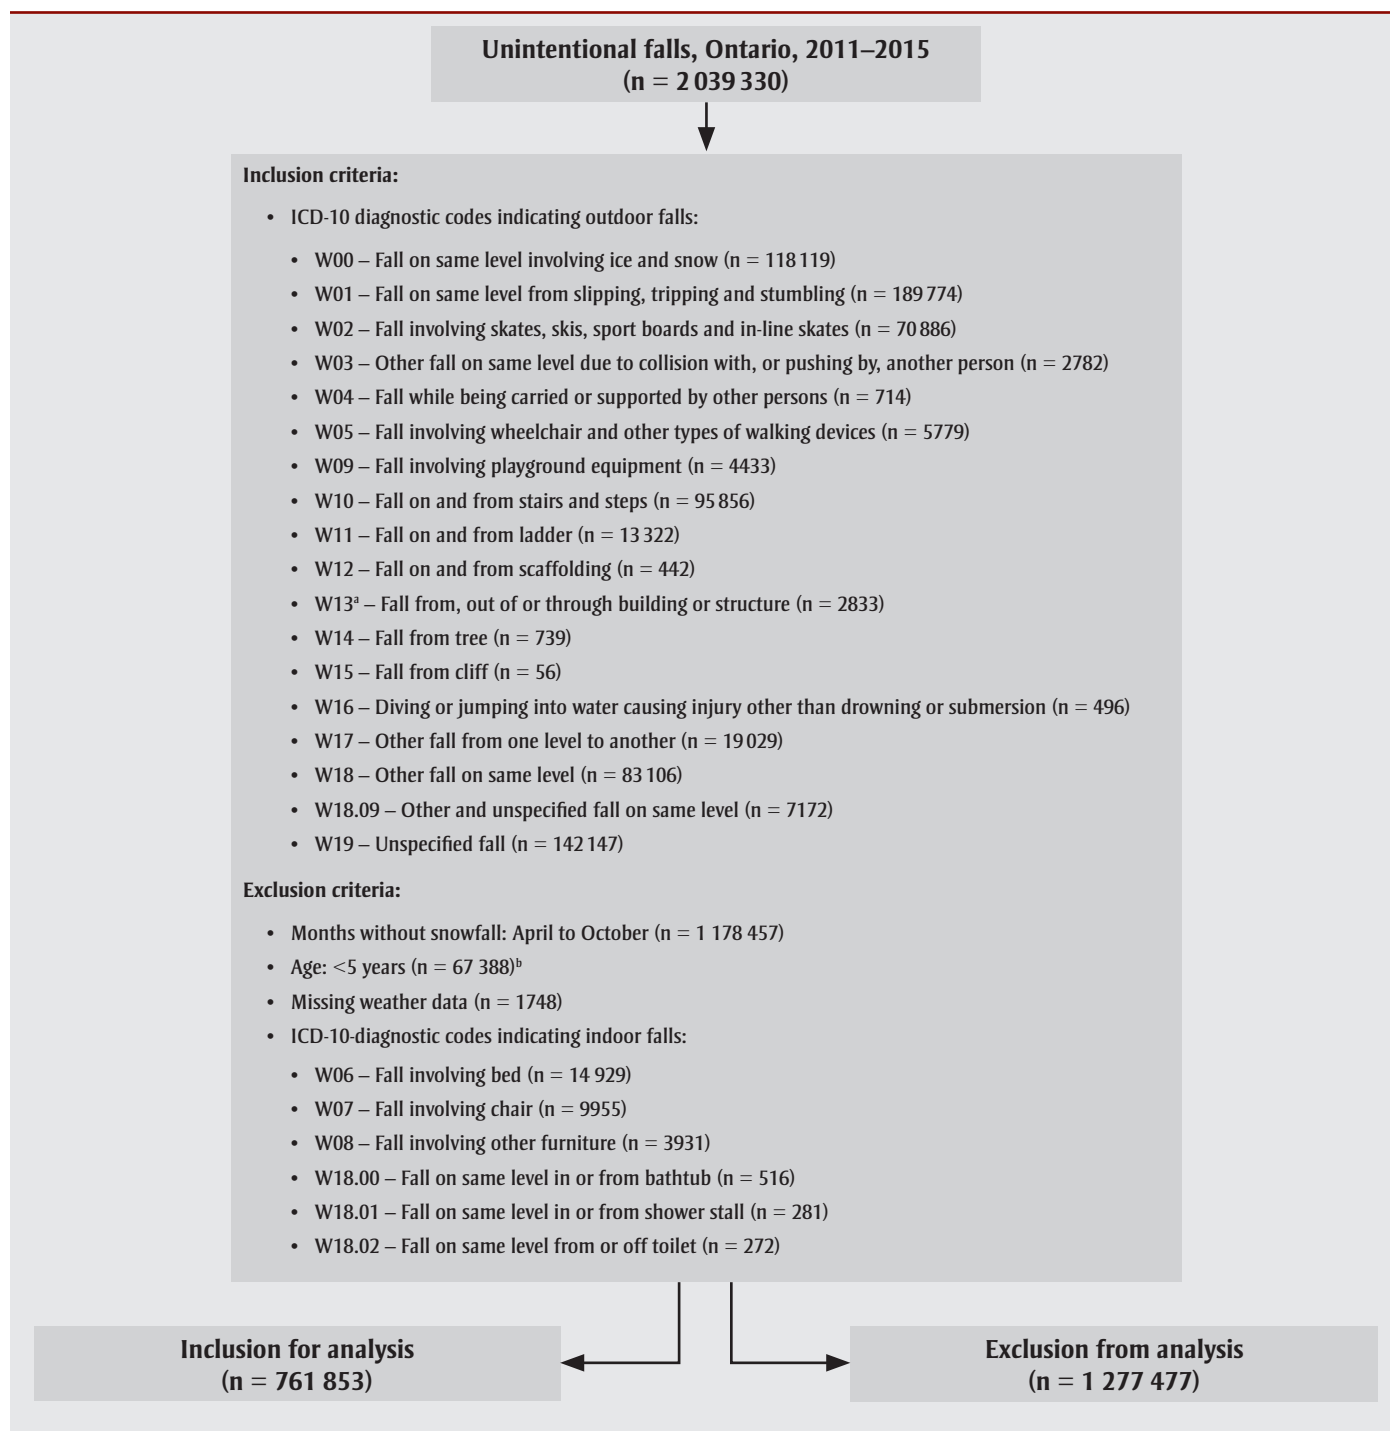 Unintentional falls, Ontario, 2011–2015
(n = 2 039 330)
Inclusion criteria:
• ICD-10 diagnostic codes indicating outdoor falls:
• W00 – Fall on same level involving ice and snow (n = 118 119)
• W01 – Fall on same level from slipping, tripping and stumbling (n = 189 774)
• W02 – Fall involving skates, skis, sport boards and in-line skates (n = 70 886)
• W03 – Other fall on same level due to collision with, or pushing by, another person (n = 2782)
• W04 – Fall while being carried or supported by other persons (n = 714)
• W05 – Fall involving wheelchair and other types of walking devices (n = 5779)
• W09 – Fall involving playground equipment (n = 4433)
• W10 – Fall on and from stairs and steps (n = 95 856)
• W11 – Fall on and from ladder (n = 13 322)
• W12 – Fall on and from scaffolding (n = 442)
• W13ᵃ – Fall from, out of or through building or structure (n = 2833)
• W14 – Fall from tree (n = 739)
• W15 – Fall from cliff (n = 56)
• W16 – Diving or jumping into water causing injury other than drowning or submersion (n = 496)
• W17 – Other fall from one level to another (n = 19 029)
• W18 – Other fall on same level (n = 83 106)
• W18.09 – Other and unspecified fall on same level (n = 7172)
• W19 – Unspecified fall (n = 142 147)
Exclusion criteria:
• Months without snowfall: April to October (n = 1 178 457)
• Age: <5 years (n = 67 388)ᵇ
• Missing weather data (n = 1748)
• ICD-10-diagnostic codes indicating indoor falls:
• W06 – Fall involving bed (n = 14 929)
• W07 – Fall involving chair (n = 9955)
• W08 – Fall involving other furniture (n = 3931)
• W18.00 – Fall on same level in or from bathtub (n = 516)
• W18.01 – Fall on same level in or from shower stall (n = 281)
• W18.02 – Fall on same level from or off toilet (n = 272)
Inclusion for analysis
(n = 761 853)
Exclusion from analysis
(n = 1 277 477)